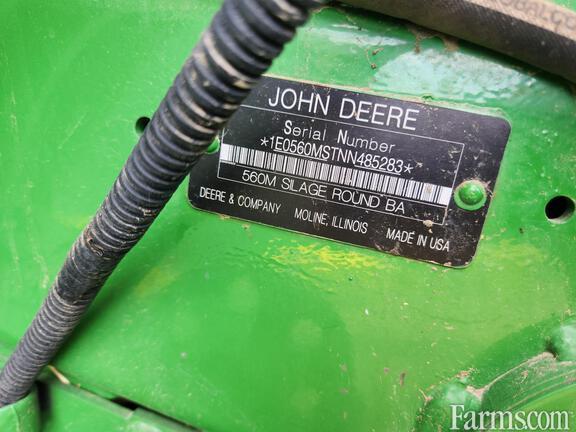 JOHN DEERE
Serial Number
*1E0560MSTNN485283*
560M SILAGE ROUND BA
DEERE & COMPANY MOLINE, ILLINOIS MADE IN USA
Farms.com